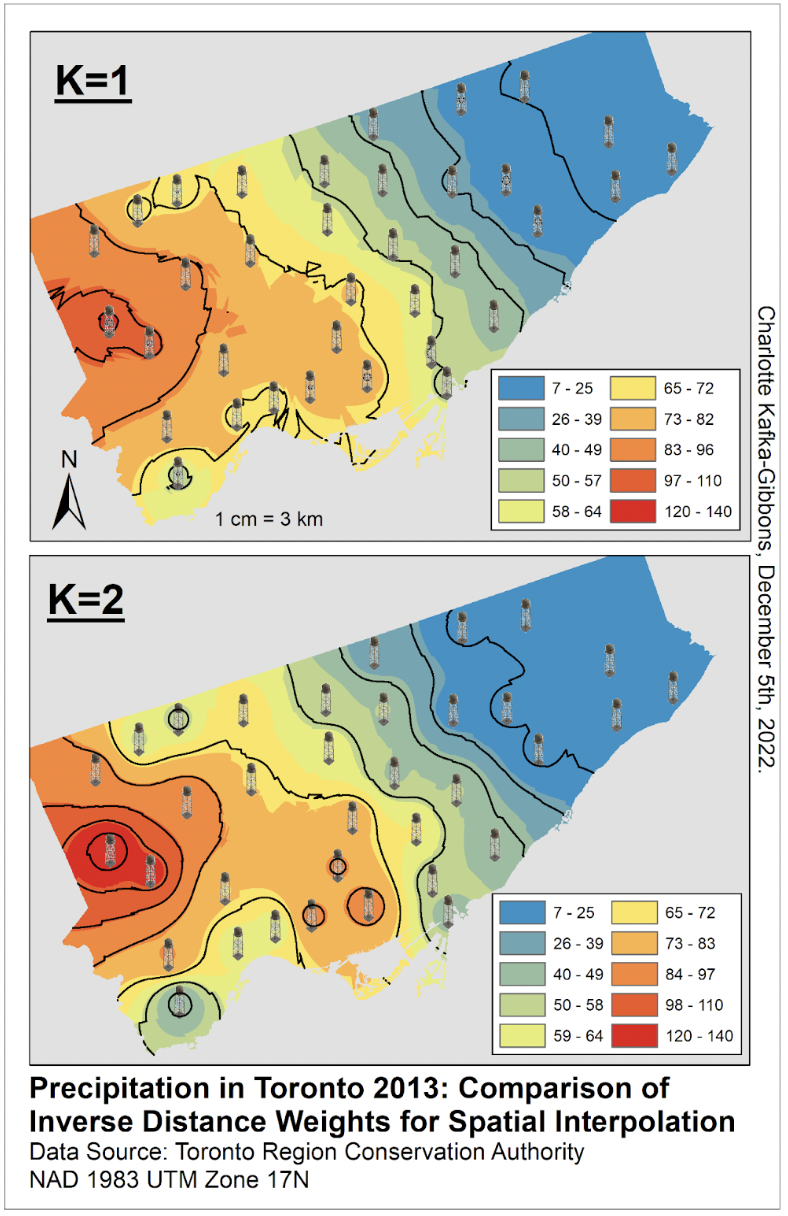 K=1
N
1 cm = 3 km
7 - 25
26 - 39
40 - 49
50 - 57
58 - 64
65 - 72
73 - 82
83 - 96
97 - 110
120 - 140
K=2
7 - 25
26 - 39
40 - 49
50 - 58
59 - 64
65 - 72
73 - 83
84 - 97
98 - 110
120 - 140
Charlotte Kafka-Gibbons, December 5th, 2022.
Precipitation in Toronto 2013: Comparison of
Inverse Distance Weights for Spatial Interpolation
Data Source: Toronto Region Conservation Authority
NAD 1983 UTM Zone 17N